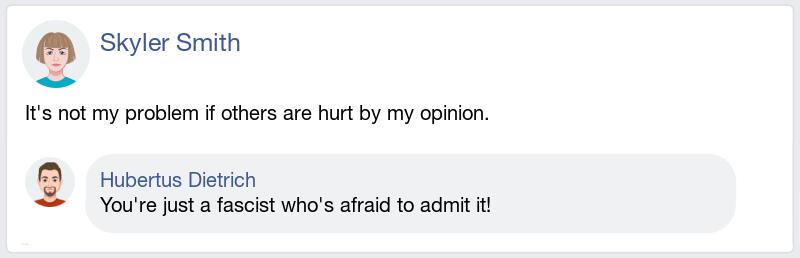 Skyler Smith
It's not my problem if others are hurt by my opinion.
Hubertus Dietrich
You're just a fascist who's afraid to admit it!